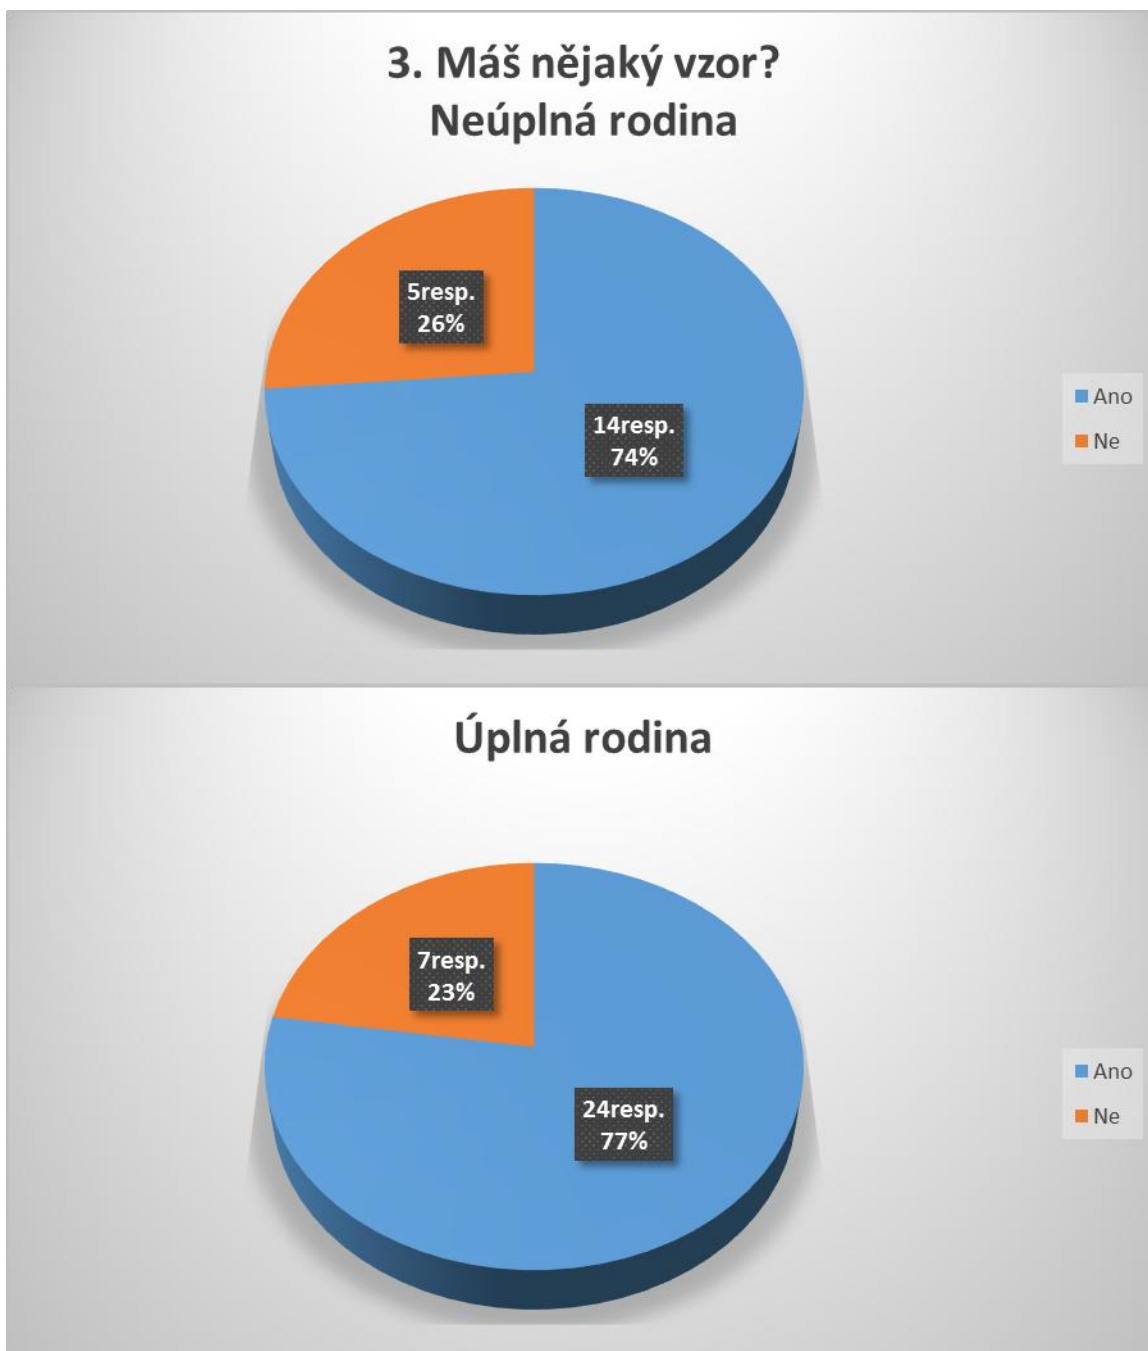 3. Máš nějaký vzor?
Neúplná rodina
5resp.
26%
14resp.
74%
Ano
Ne
Úplná rodina
7resp.
23%
24resp.
77%
Ano
Ne